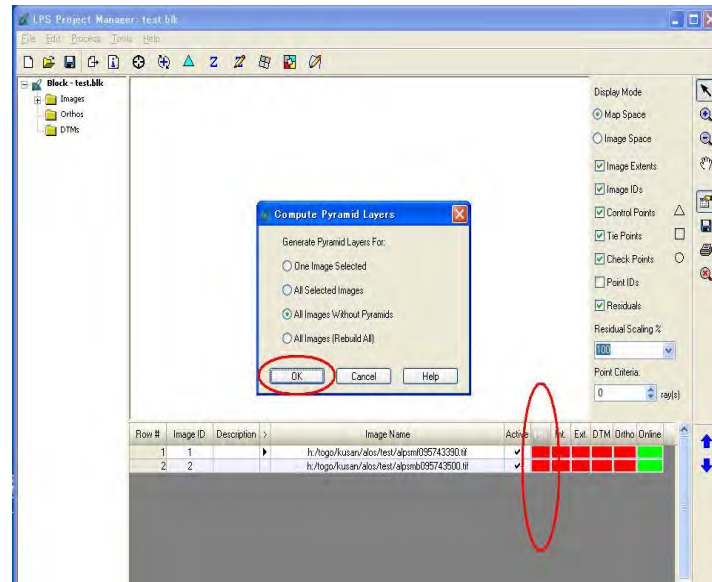 LPS Project Manager: test.blk
File Edit Process Tools Help
Z Z
Block - test.blk
Images
Orthos
DTMs
Display Mode
Map Space
Image Space
Image Extents
Image IDs
Control Points
Tie Points
Check Points
Point IDs
Residuals
Residual Scaling %
100
Point Criteria:
0 ray(s)
Compute Pyramid Layers
Generate Pyramid Layers For:
One Image Selected
All Selected Images
All Images Without Pyramids
All Images (Rebuild All)
OK Cancel Help
Row # Image ID Description > Image Name Active Int. Ext. DTM Ortho Online
1 1 h:/togo/kusan/alos/test/alpsmf095743390.tif
2 2 h:/togo/kusan/alos/test/alpsmb095743500.tif